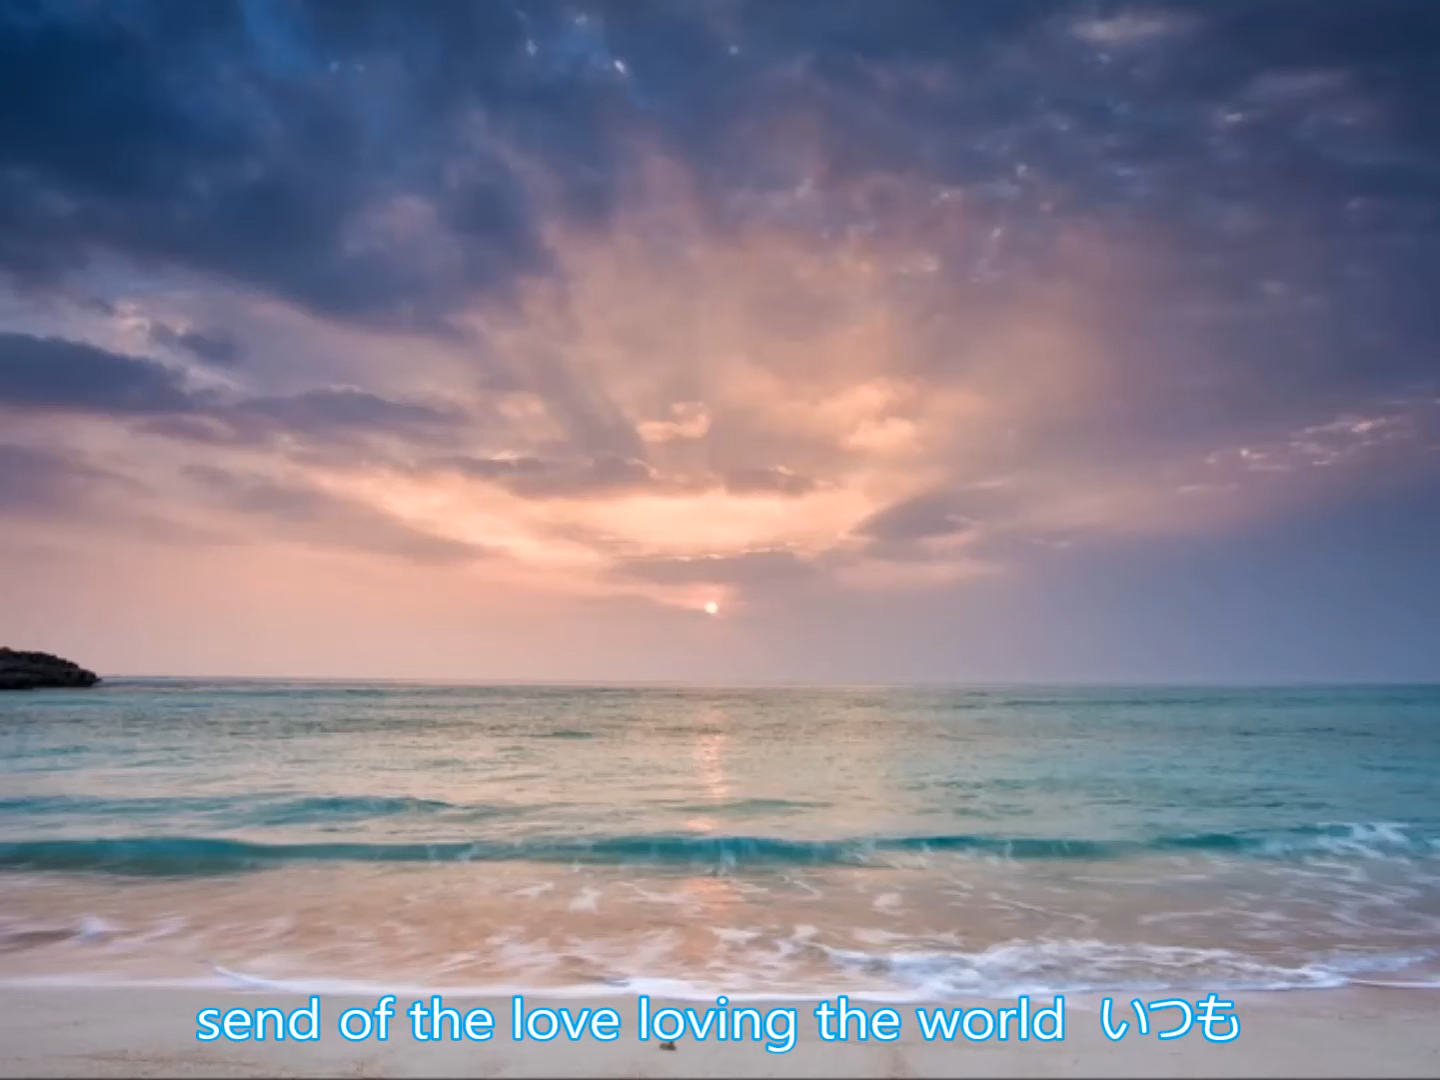 send of the love loving the world いつも